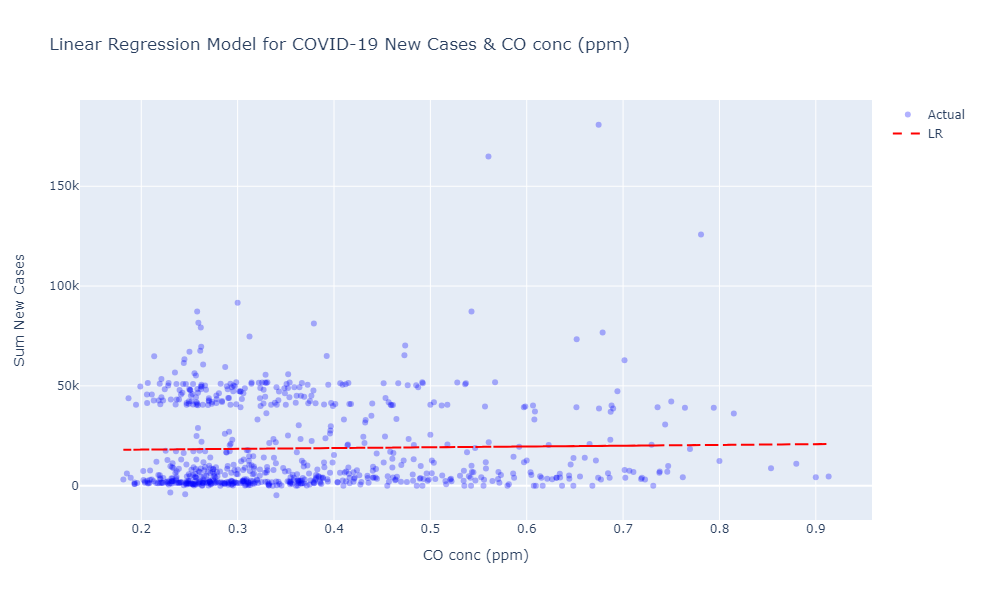 Linear Regression Model for COVID-19 New Cases & CO conc (ppm)
Actual
LR
150k
100k
50k
0
Sum New Cases
0.2 0.3 0.4 0.5 0.6 0.7 0.8 0.9
CO conc (ppm)